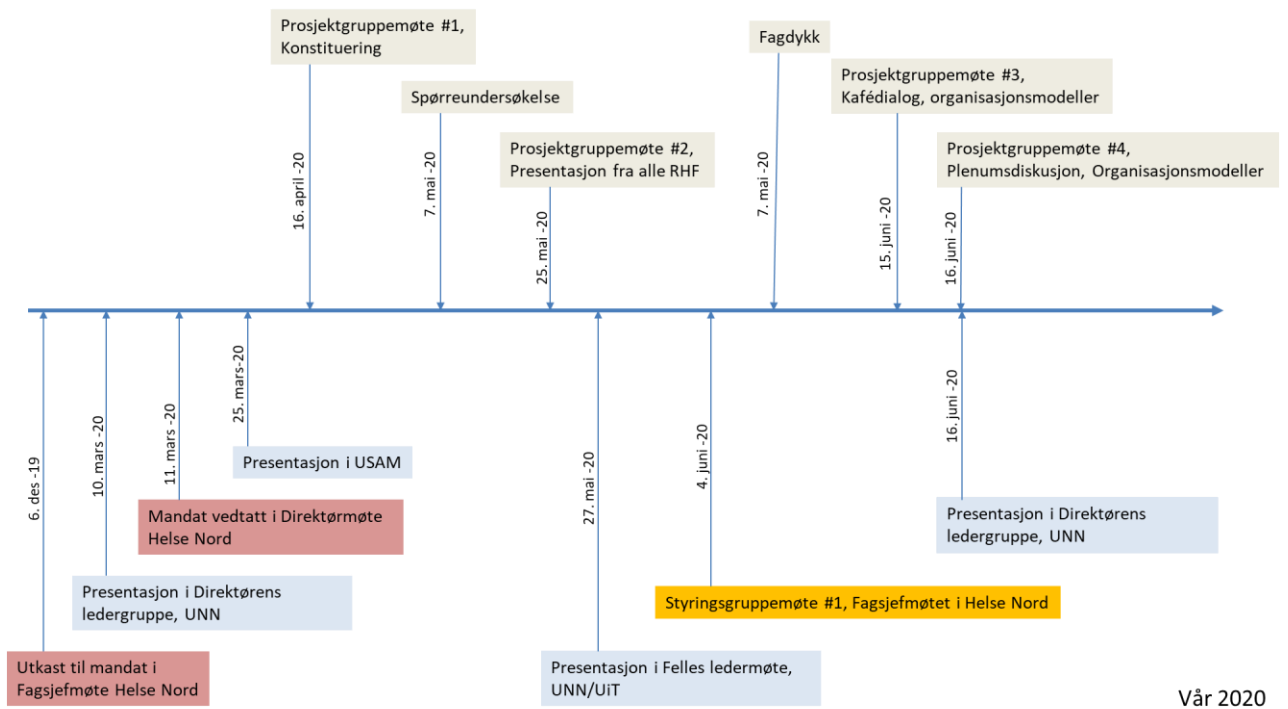 Prosjektgruppemøte #1,
Konstituering
16. april -20
Spørreundersøkelse
7. mai -20
Prosjektgruppemøte #2,
Presentasjon fra alle RHF
25. mai -20
Fagdykk
7. mai -20
Prosjektgruppemøte #3,
Kafédialog, organisasjonsmodeller
15. juni -20
Prosjektgruppemøte #4,
Plenumsdiskusjon, Organisasjonsmodeller
16. juni -20
6. des -19
Utkast til mandat i
Fagsjefmøte Helse Nord
10. mars -20
Presentasjon i Direktørens
ledergruppe, UNN
11. mars -20
Mandat vedtatt i Direktørmøte
Helse Nord
25. mars-20
Presentasjon i USAM
27. mai -20
Presentasjon i Felles ledermøte,
UNN/UiT
4. juni -20
Styringsgruppemøte #1, Fagsjefmøtet i Helse Nord
16. juni -20
Presentasjon i Direktørens
ledergruppe, UNN
Vår 2020